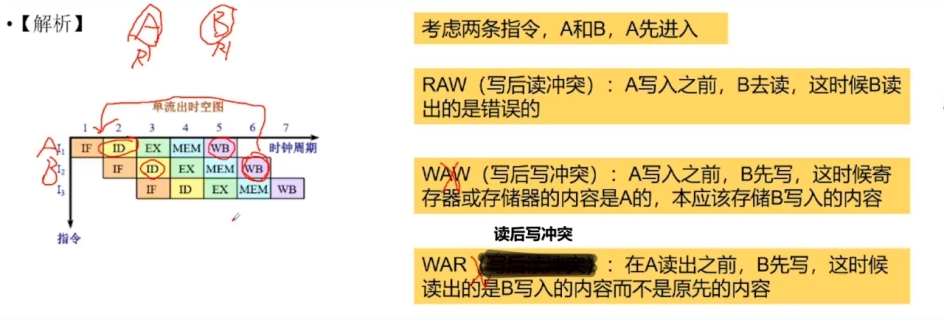 •【解析】
A
B
R1
R1
单流出时空图
1 2 3 4 5 6 7
A I₁ IF ID EX MEM WB 时钟周期
B I₂ IF ID EX MEM WB
I₃ IF ID EX MEM WB
指令
考虑两条指令，A和B，A先进入
RAW（写后读冲突）：A写入之前，B去读，这时候B读
出的是错误的
WAW（写后写冲突）：A写入之前，B先写，这时候寄
存器或存储器的内容是A的，本应该存储B写入的内容
读后写冲突
WAR ：在A读出之前，B先写，这时候
读出的是B写入的内容而不是原先的内容